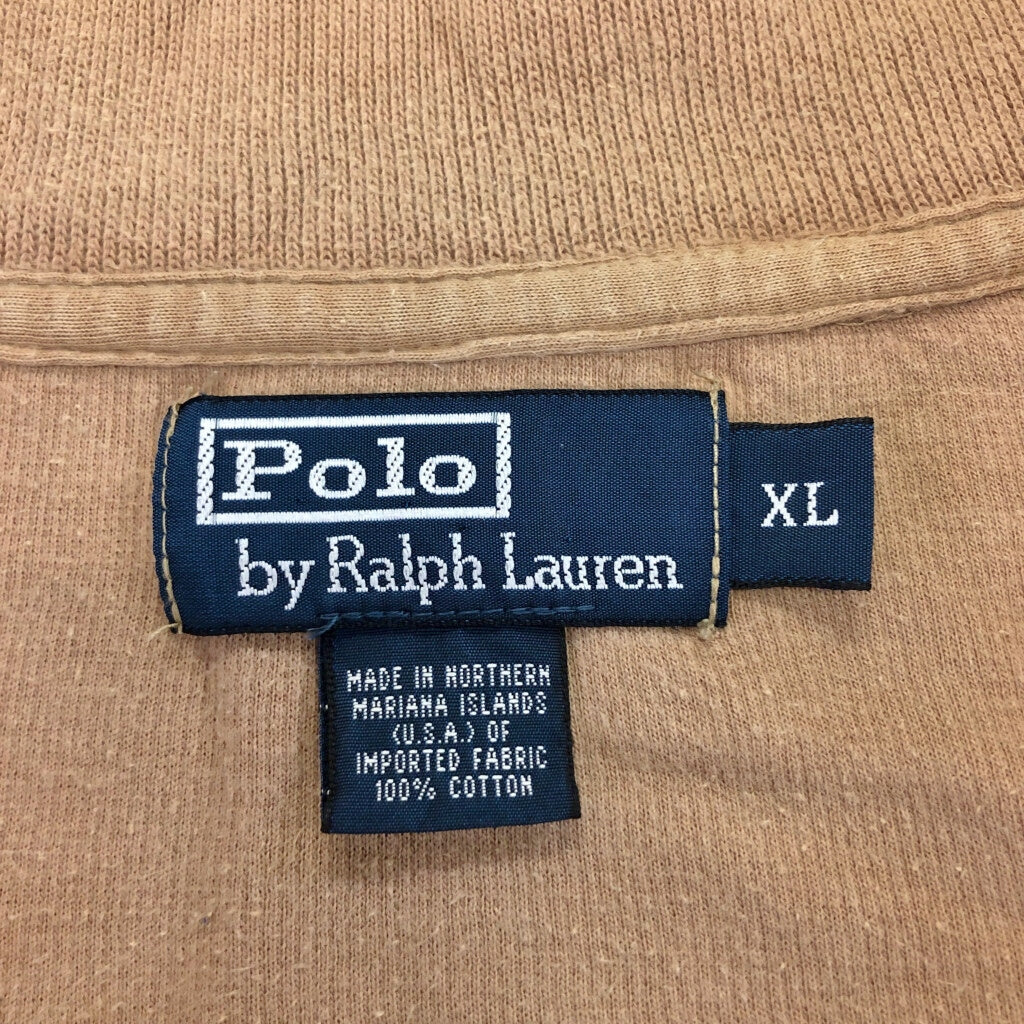 Polo
by Ralph Lauren
XL
MADE IN NORTHERN
MARIANA ISLANDS
(U.S.A.) OF
IMPORTED FABRIC
100% COTTON